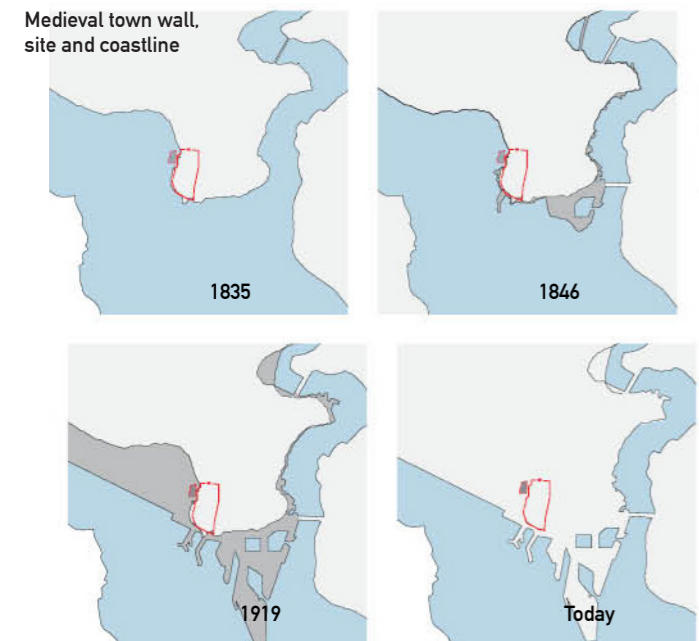 Medieval town wall,
site and coastline
1835
1846
1919
Today